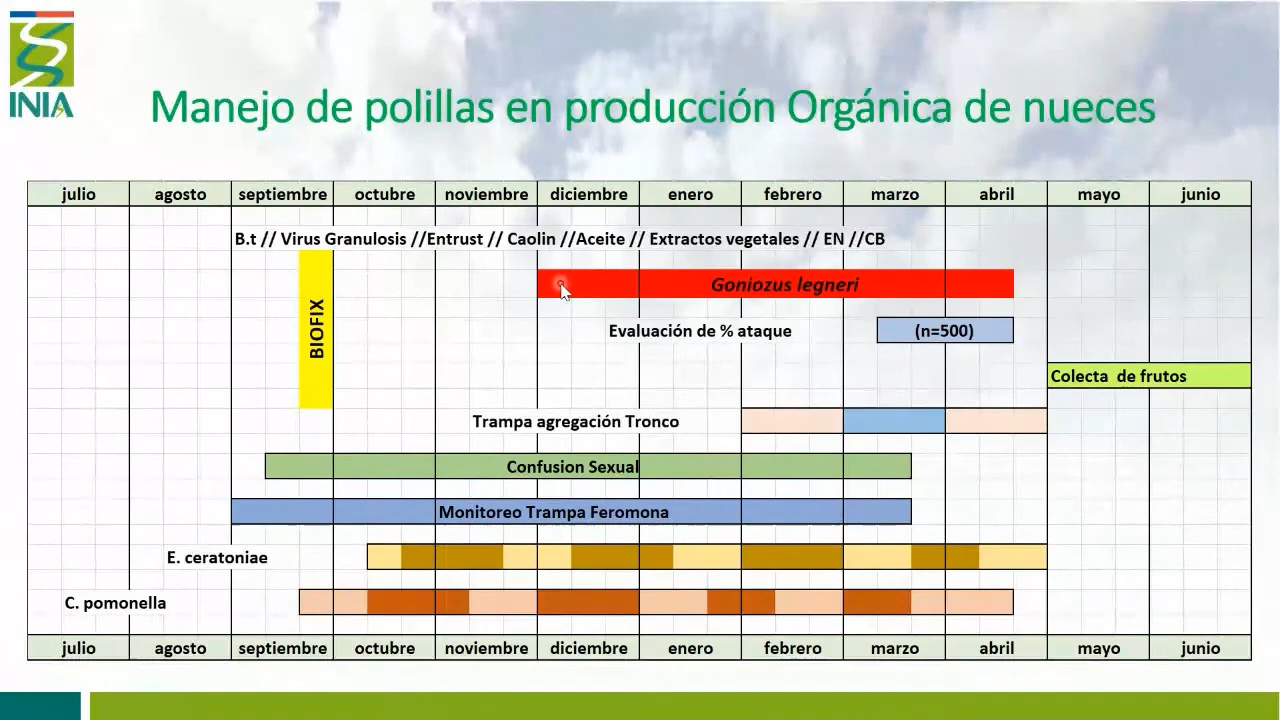 INIA
Manejo de polillas en producción Orgánica de nueces
julio agosto septiembre octubre noviembre diciembre enero febrero marzo abril mayo junio
B.t // Virus Granulosis //Entrust // Caolin //Aceite // Extractos vegetales // EN //CB
BIOFIX
Goniozus legneri
Evaluación de % ataque (n=500)
Colecta de frutos
Trampa agregación Tronco
Confusion Sexual
Monitoreo Trampa Feromona
E. ceratoniae
C. pomonella
julio agosto septiembre octubre noviembre diciembre enero febrero marzo abril mayo junio